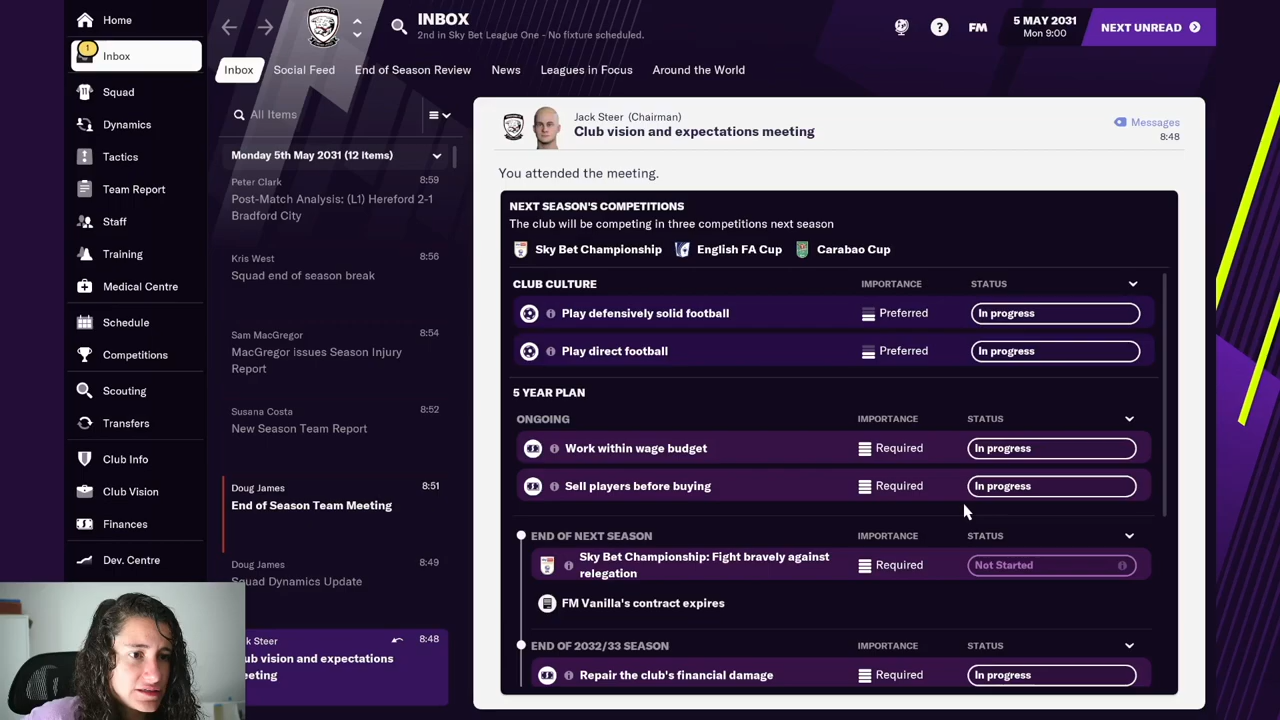 Home
1
Inbox
Squad
Dynamics
Tactics
Team Report
Staff
Training
Medical Centre
Schedule
Competitions
Scouting
Transfers
Club Info
Club Vision
Finances
Dev. Centre
INBOX
2nd in Sky Bet League One - No fixture scheduled.
?
FM
5 MAY 2031
Mon 9:00
NEXT UNREAD
Inbox
Social Feed
End of Season Review
News
Leagues in Focus
Around the World
All Items
Monday 5th May 2031 (12 items)
Peter Clark
8:59
Post-Match Analysis: (L1) Hereford 2-1
Bradford City
Kris West
8:56
Squad end of season break
Sam MacGregor
8:54
MacGregor issues Season Injury
Report
Susana Costa
8:52
New Season Team Report
Doug James
8:51
End of Season Team Meeting
Doug James
8:49
Squad Dynamics Update
k Steer
8:48
ub vision and expectations
eeting
Jack Steer (Chairman)
Club vision and expectations meeting
Messages
8:48
You attended the meeting.
NEXT SEASON'S COMPETITIONS
The club will be competing in three competitions next season
Sky Bet Championship
English FA Cup
Carabao Cup
CLUB CULTURE
IMPORTANCE
STATUS
Play defensively solid football
Preferred
In progress
Play direct football
Preferred
In progress
5 YEAR PLAN
ONGOING
IMPORTANCE
STATUS
Work within wage budget
Required
In progress
Sell players before buying
Required
In progress
END OF NEXT SEASON
IMPORTANCE
STATUS
Sky Bet Championship: Fight bravely against
relegation
Required
Not Started
FM Vanilla's contract expires
END OF 2032/33 SEASON
IMPORTANCE
STATUS
Repair the club's financial damage
Required
In progress